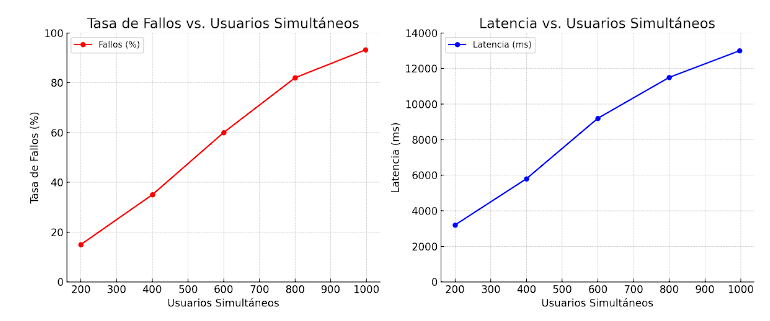 Tasa de Fallos vs. Usuarios Simultáneos
Fallos (%)
Tasa de Fallos (%)
100
80
60
40
20
0
200 300 400 500 600 700 800 900 1000
Usuarios Simultáneos
Latencia vs. Usuarios Simultáneos
Latencia (ms)
Latencia (ms)
14000
12000
10000
8000
6000
4000
2000
0
200 300 400 500 600 700 800 900 1000
Usuarios Simultáneos